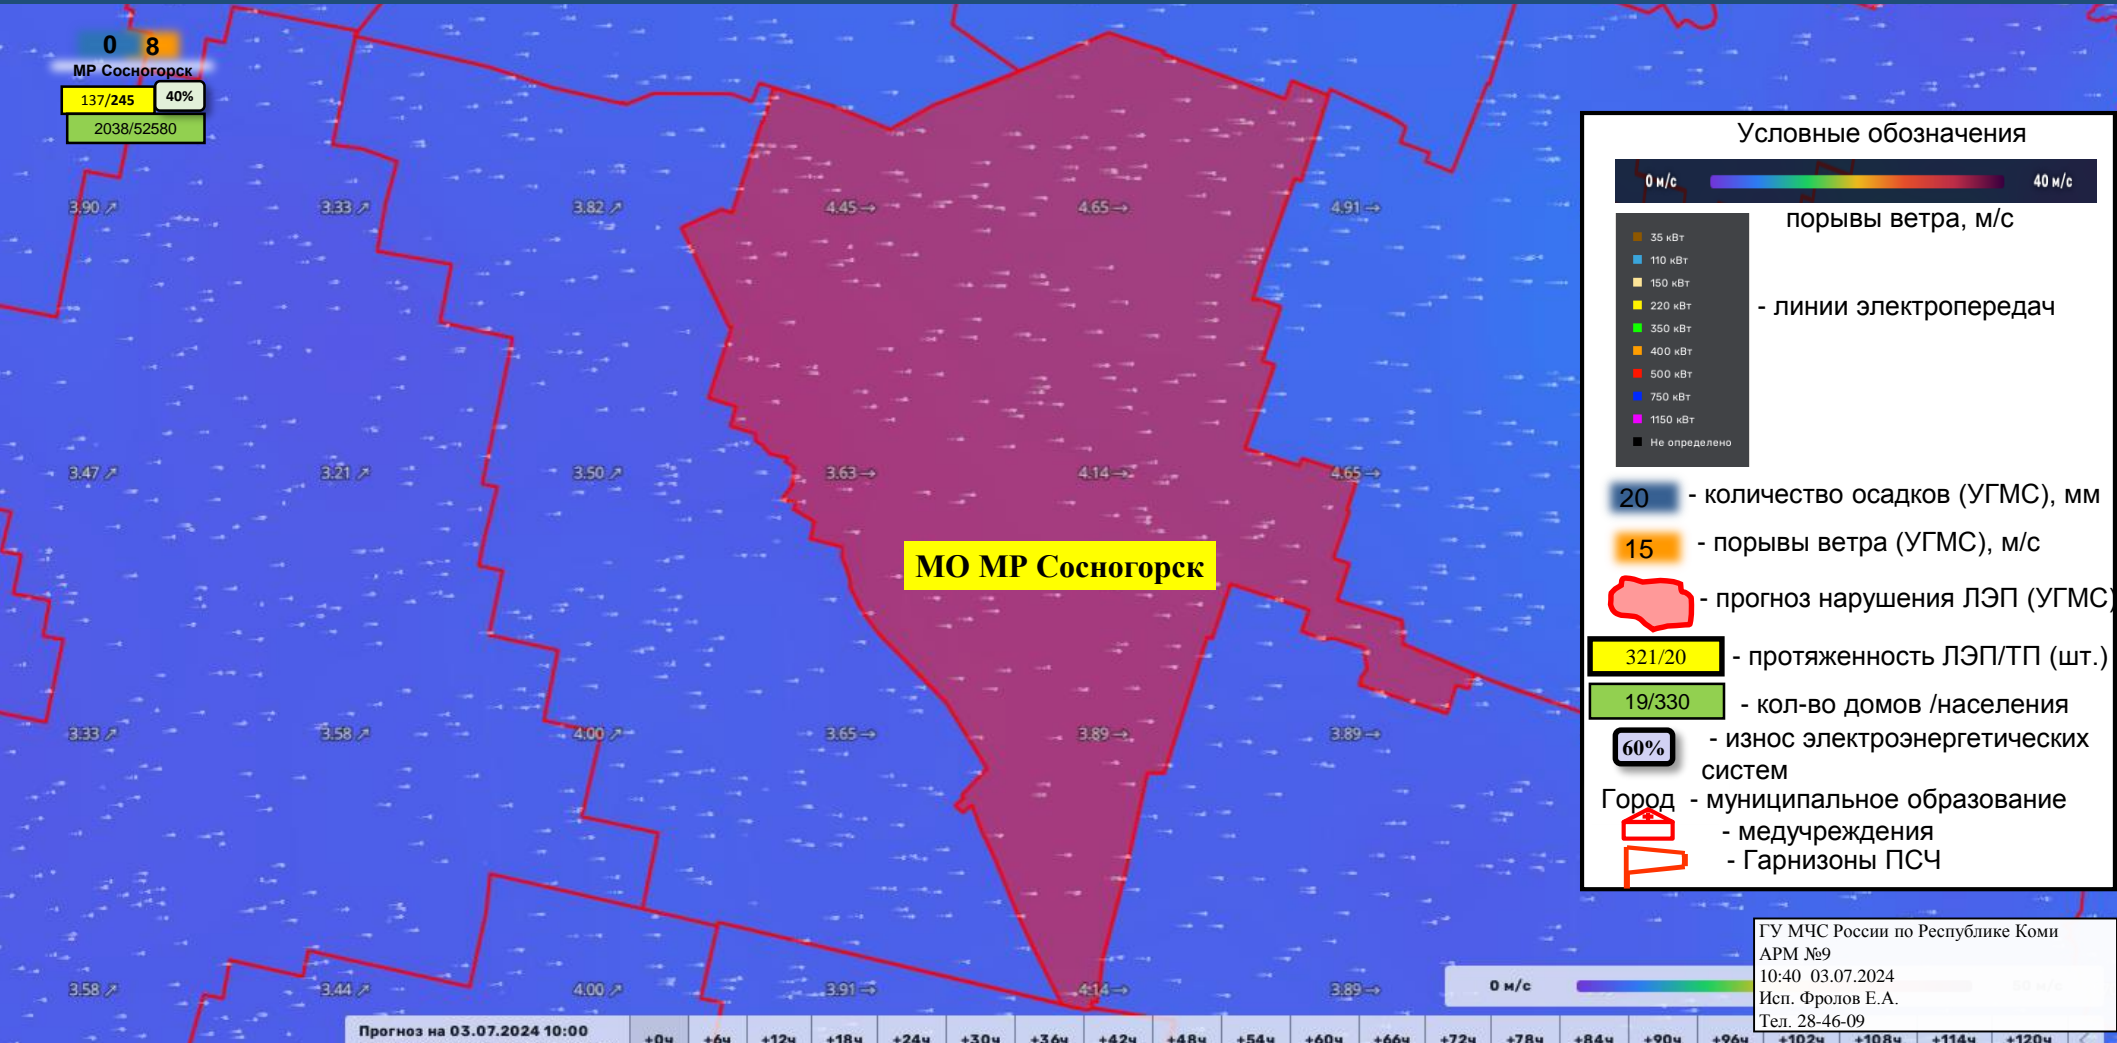 0 8
МР Сосногорск
137/245 40%
2038/52580
3.90 3.33 3.82 4.45 4.65 4.91
3.47 3.21 3.50 3.63 4.14 4.65
МО МР Сосногорск
3.33 3.58 4.00 3.65 3.89 3.89
3.58 3.44 4.00 3.91 4.14 3.89
Условные обозначения
0 м/с 40 м/с
порывы ветра, м/с
35 кВт
110 кВт
150 кВт
220 кВт
350 кВт
400 кВт
500 кВт
750 кВт
1150 кВт
Не определено
- линии электропередач
20 - количество осадков (УГМС), мм
15 - порывы ветра (УГМС), м/с
- прогноз нарушения ЛЭП (УГМС)
321/20 - протяженность ЛЭП/ТП (шт.)
19/330 - кол-во домов /населения
60% - износ электроэнергетических
систем
Город - муниципальное образование
- медучреждения
- Гарнизоны ПСЧ
0 м/с
ГУ МЧС России по Республике Коми
АРМ №9
10:40 03.07.2024
Исп. Фролов Е.А.
Тел. 28-46-09
Прогноз на 03.07.2024 10:00
+0ч +6ч +12ч +18ч +24ч +30ч +36ч +42ч +48ч +54ч +60ч +66ч +72ч +78ч +84ч +90ч +96ч +102ч +108ч +114ч +120ч